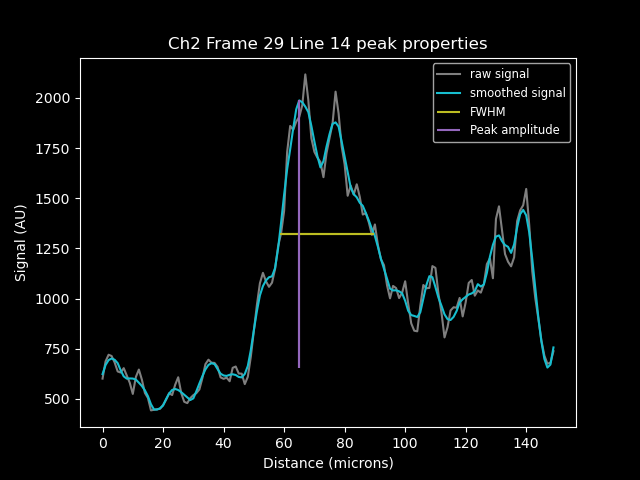 Ch2 Frame 29 Line 14 peak properties
raw signal
smoothed signal
FWHM
Peak amplitude
Signal (AU)
2000
1750
1500
1250
1000
750
500
0 20 40 60 80 100 120 140
Distance (microns)